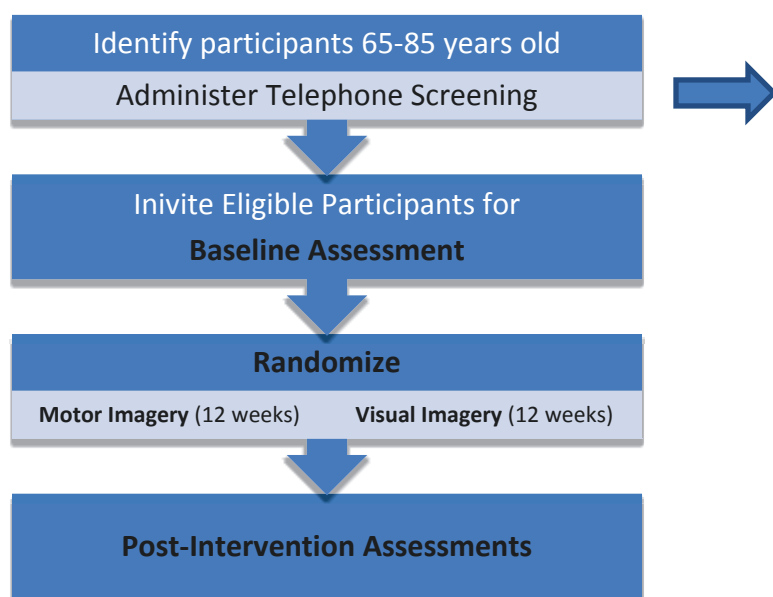 Identify participants 65-85 years old
Administer Telephone Screening
Inivite Eligible Participants for
Baseline Assessment
Randomize
Motor Imagery (12 weeks) Visual Imagery (12 weeks)
Post-Intervention Assessments